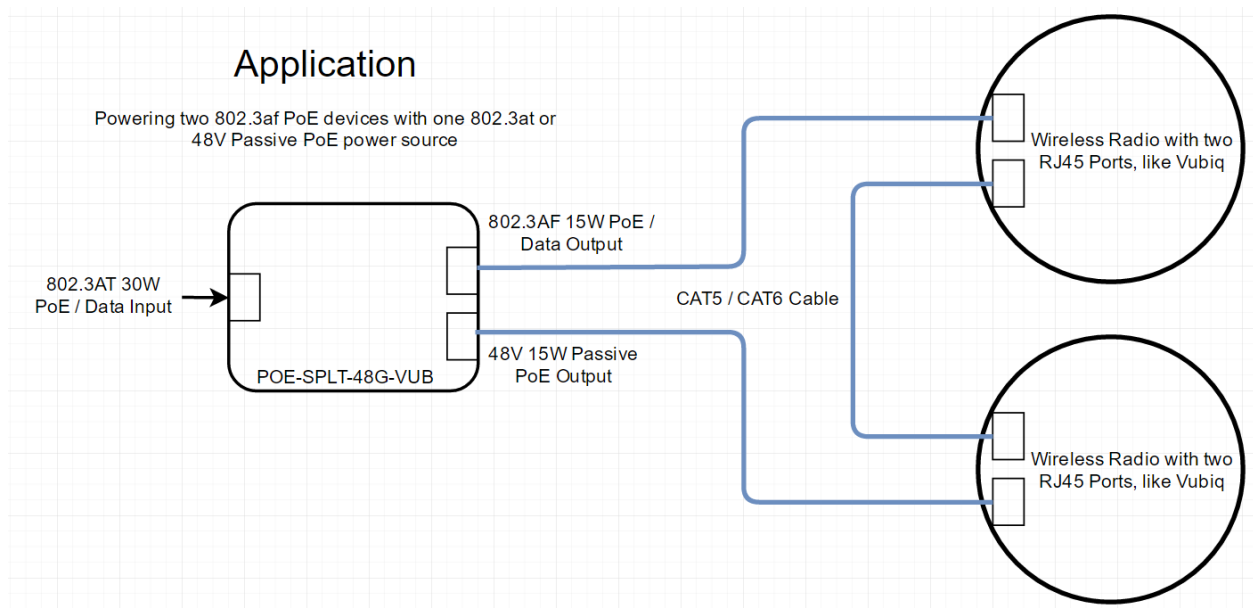 Application
Powering two 802.3af PoE devices with one 802.3at or
48V Passive PoE power source
802.3AT 30W
PoE / Data Input
POE-SPLT-48G-VUB
802.3AF 15W PoE /
Data Output
48V 15W Passive
PoE Output
CAT5 / CAT6 Cable
Wireless Radio with two
RJ45 Ports, like Vubiq
Wireless Radio with two
RJ45 Ports, like Vubiq